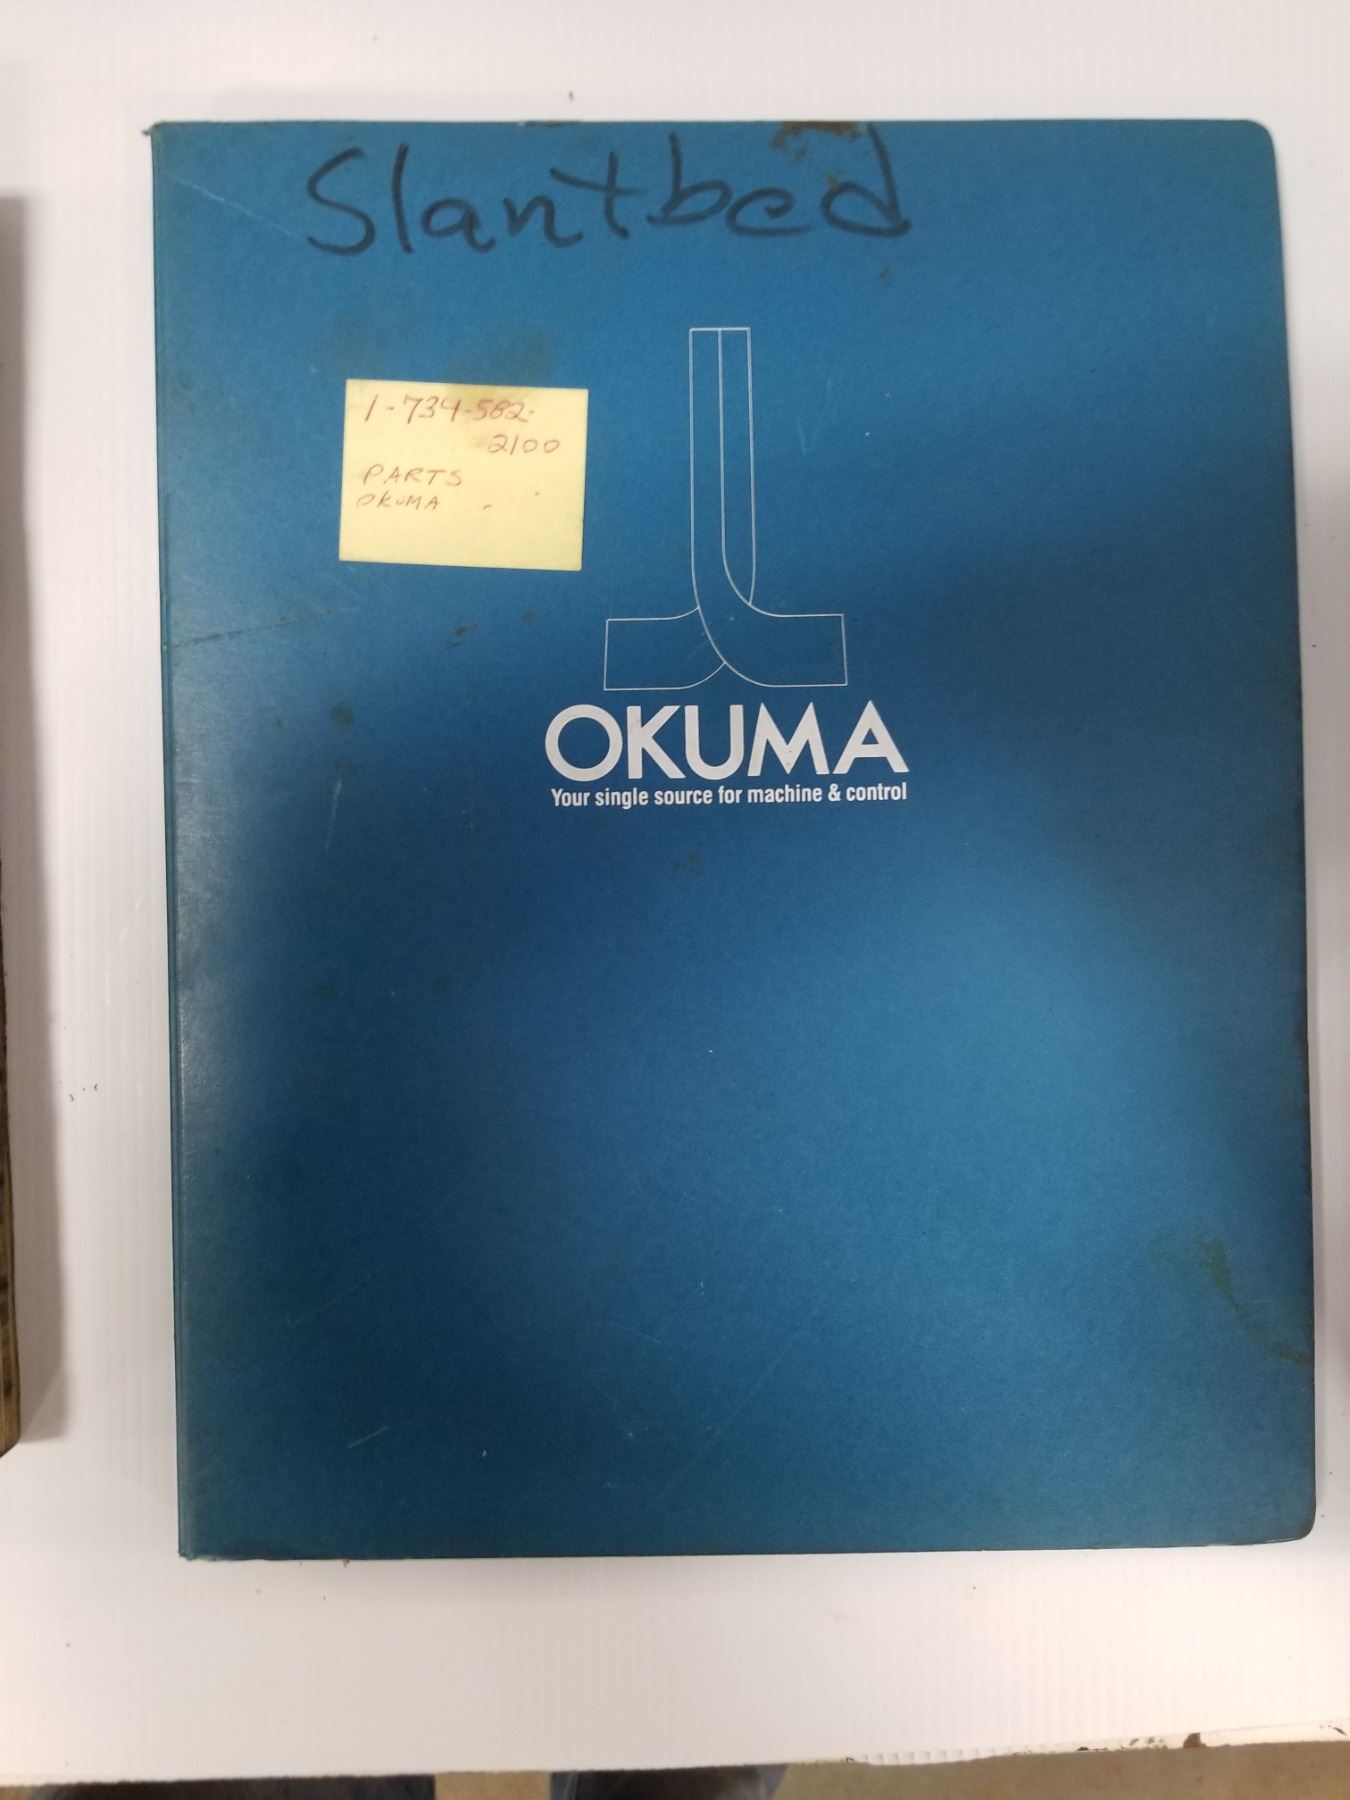 Slantbed
1-734-582-
2100
PARTS
OKUMA
OKUMA
Your single source for machine & control